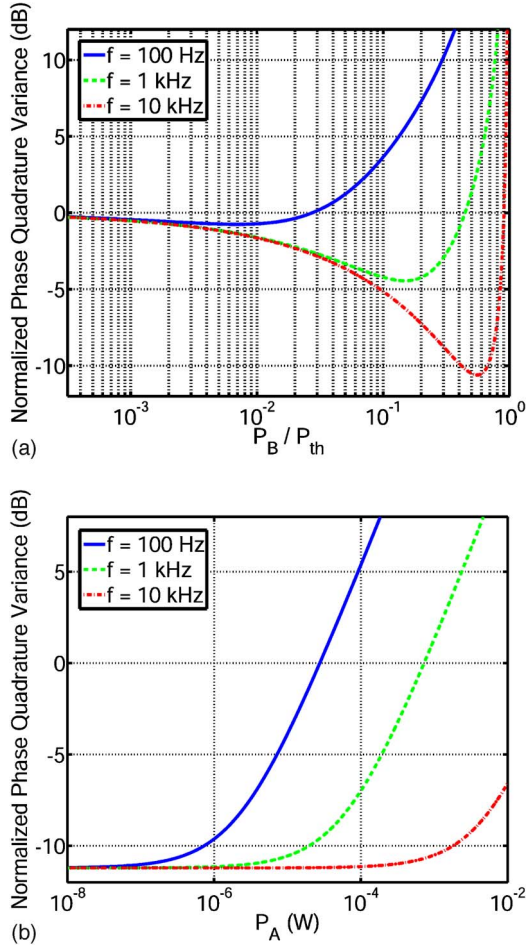 Normalized Phase Quadrature Variance (dB)
f = 100 Hz
f = 1 kHz
f = 10 kHz
10
5
0
-5
-10
10^-3
10^-2
10^-1
10^0
P_B / P_th
(a)
Normalized Phase Quadrature Variance (dB)
f = 100 Hz
f = 1 kHz
f = 10 kHz
5
0
-5
-10
10^-8
10^-6
10^-4
10^-2
P_A (W)
(b)